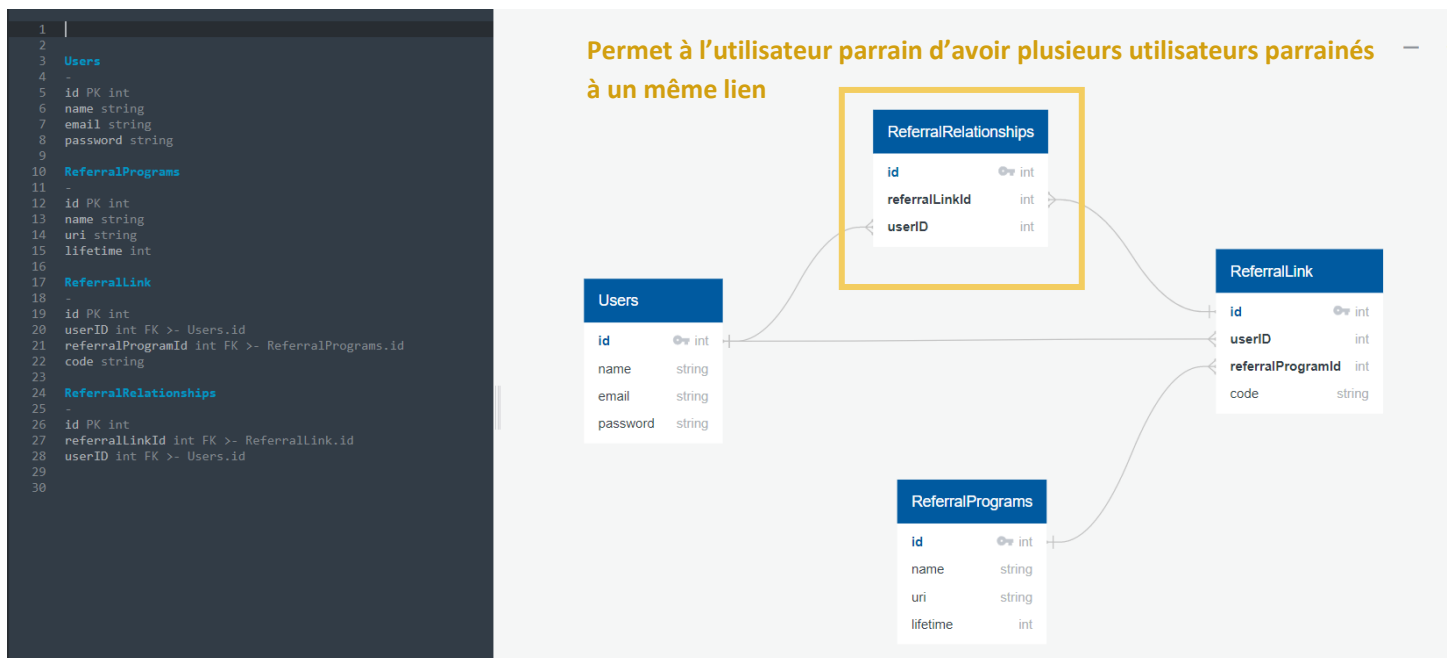 1
2
3 Users
4 -
5 id PK int
6 name string
7 email string
8 password string
9
10 ReferralPrograms
11 -
12 id PK int
13 name string
14 uri string
15 lifetime int
16
17 ReferralLink
18 -
19 id PK int
20 userID int FK >- Users.id
21 referralProgramId int FK >- ReferralPrograms.id
22 code string
23
24 ReferralRelationships
25 -
26 id PK int
27 referralLinkId int FK >- ReferralLink.id
28 userID int FK >- Users.id
29
30
Permet à l’utilisateur parrain d’avoir plusieurs utilisateurs parrainés
à un même lien
ReferralRelationships
id int
referralLinkId int
userID int
Users
id int
name string
email string
password string
ReferralLink
id int
userID int
referralProgramId int
code string
ReferralPrograms
id int
name string
uri string
lifetime int